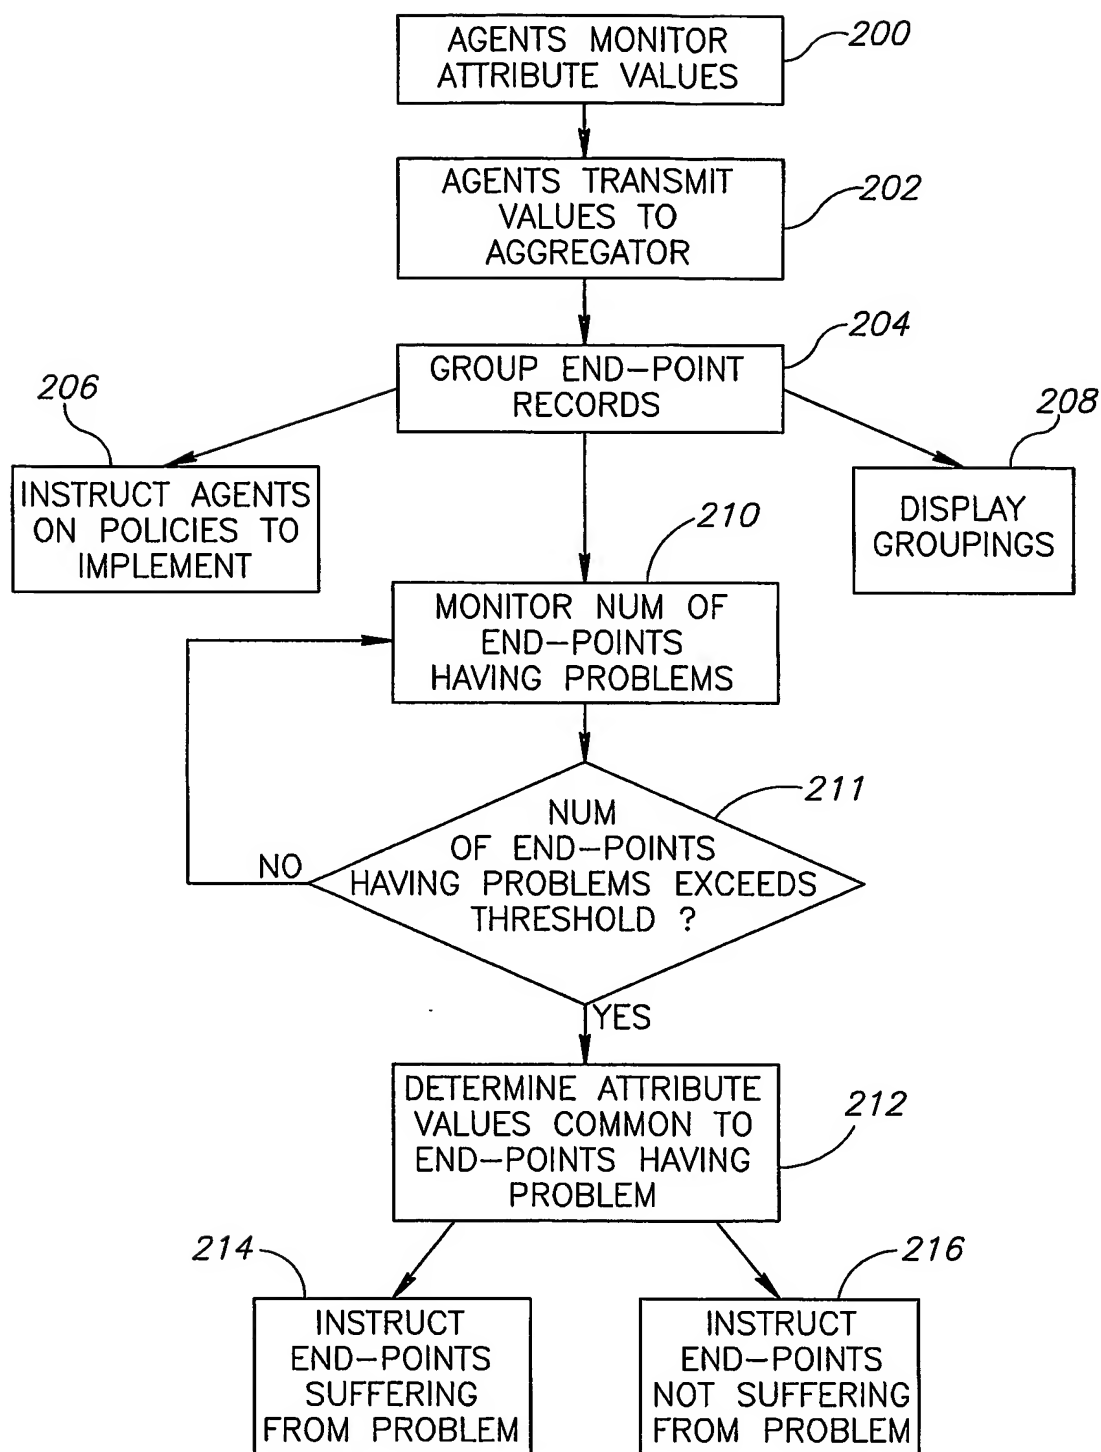 AGENTS MONITOR
ATTRIBUTE VALUES
200
AGENTS TRANSMIT
VALUES TO
AGGREGATOR
202
GROUP END-POINT
RECORDS
204
206
INSTRUCT AGENTS
ON POLICIES TO
IMPLEMENT
208
DISPLAY
GROUPINGS
210
MONITOR NUM OF
END-POINTS
HAVING PROBLEMS
211
NUM
OF END-POINTS
HAVING PROBLEMS EXCEEDS
THRESHOLD ?
NO
YES
DETERMINE ATTRIBUTE
VALUES COMMON TO
END-POINTS HAVING
PROBLEM
212
214
INSTRUCT
END-POINTS
SUFFERING
FROM PROBLEM
216
INSTRUCT
END-POINTS
NOT SUFFERING
FROM PROBLEM